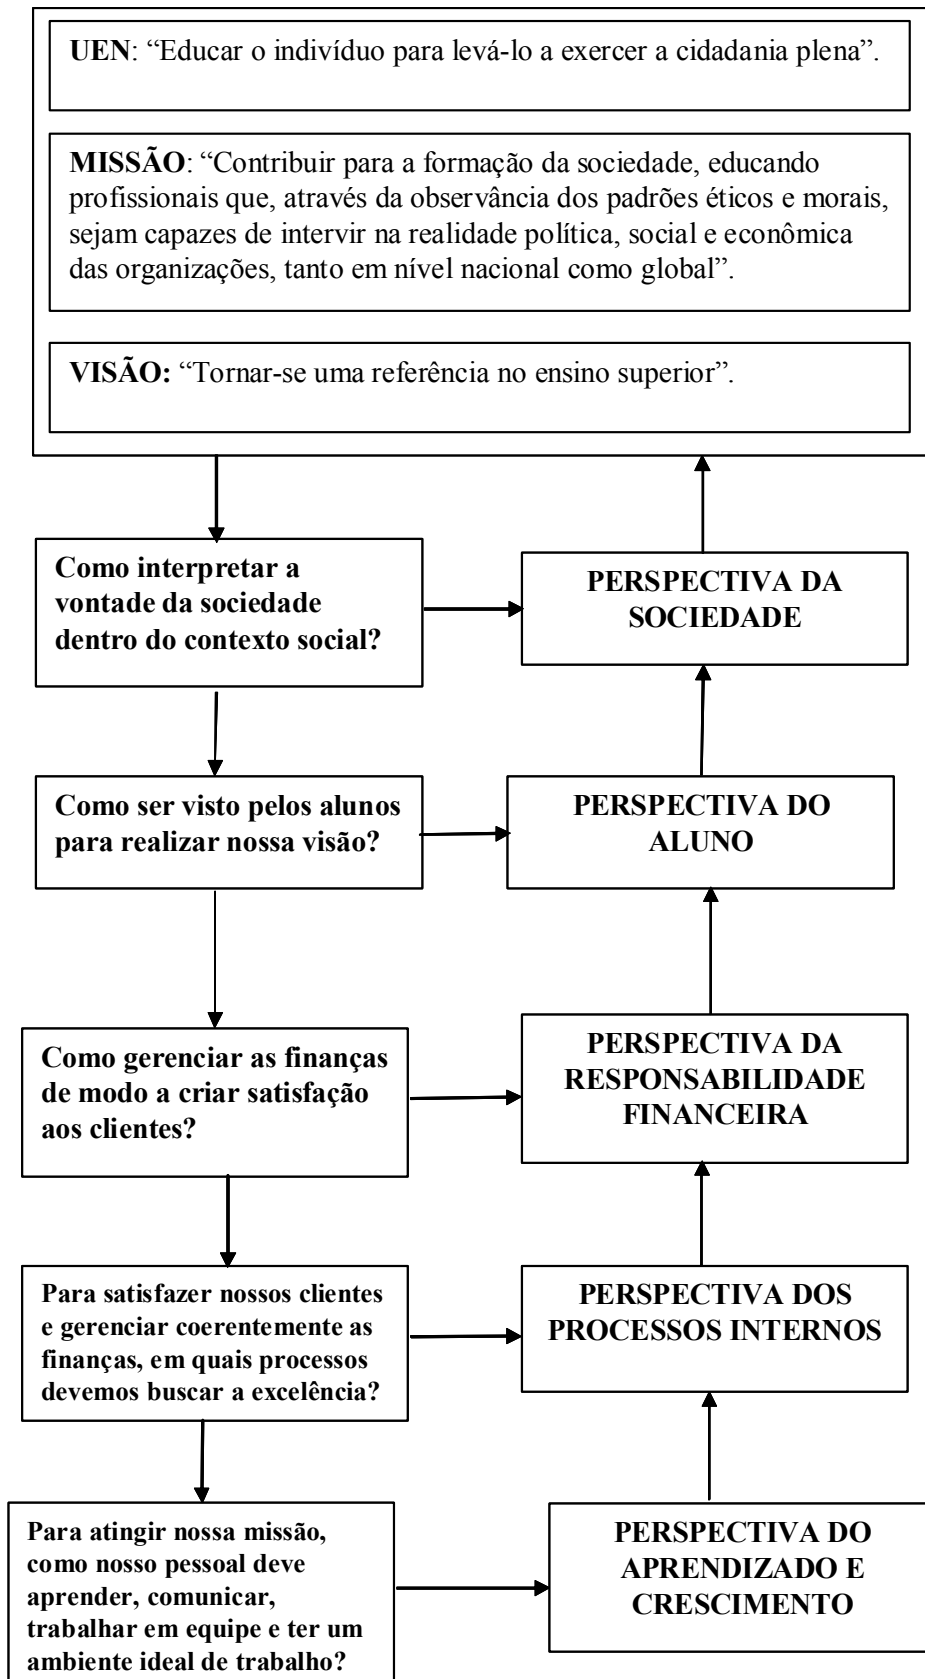 UEN: “Educar o indivíduo para levá-lo a exercer a cidadania plena”.
MISSÃO: “Contribuir para a formação da sociedade, educando
profissionais que, através da observância dos padrões éticos e morais,
sejam capazes de intervir na realidade política, social e econômica
das organizações, tanto em nível nacional como global”.
VISÃO: “Tornar-se uma referência no ensino superior”.
Como interpretar a
vontade da sociedade
dentro do contexto social?
PERSPECTIVA DA
SOCIEDADE
Como ser visto pelos alunos
para realizar nossa visão?
PERSPECTIVA DO
ALUNO
Como gerenciar as finanças
de modo a criar satisfação
aos clientes?
PERSPECTIVA DA
RESPONSABILIDADE
FINANCEIRA
Para satisfazer nossos clientes
e gerenciar coerentemente as
finanças, em quais processos
devemos buscar a excelência?
PERSPECTIVA DOS
PROCESSOS INTERNOS
Para atingir nossa missão,
como nosso pessoal deve
aprender, comunicar,
trabalhar em equipe e ter um
ambiente ideal de trabalho?
PERSPECTIVA DO
APRENDIZADO E
CRESCIMENTO